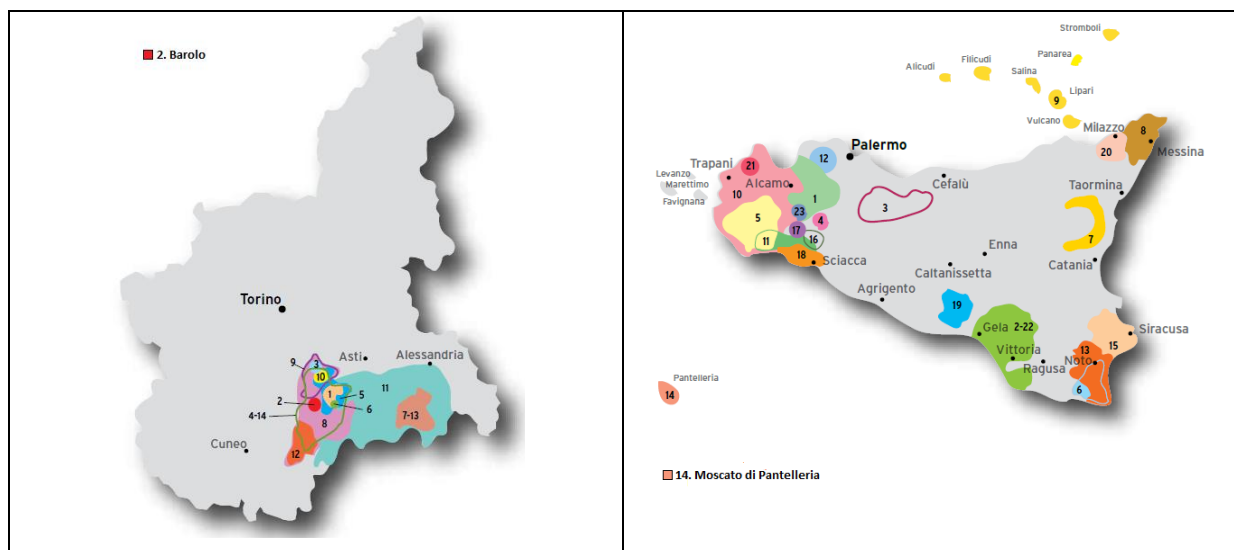 2. Barolo
Torino
Asti
Alessandria
9
3
10
11
1
5
2
6
7-13
4-14
8
Cuneo
12
Stromboli
Panarea
Filicudi
Alicudi
Salina
Lipari
9
Vulcano
Milazzo
8
Palermo
12
20
Messina
Trapani
21
Levanzo
Marettimo
Favignana
10
Alcamo
Cefalù
Taormina
1
3
5
23
4
17
11
16
7
18
Sciacca
Enna
Catania
Caltanissetta
Agrigento
19
Gela
2-22
Siracusa
15
Vittoria
13
Noto
Ragusa
6
Pantelleria
14
14. Moscato di Pantelleria